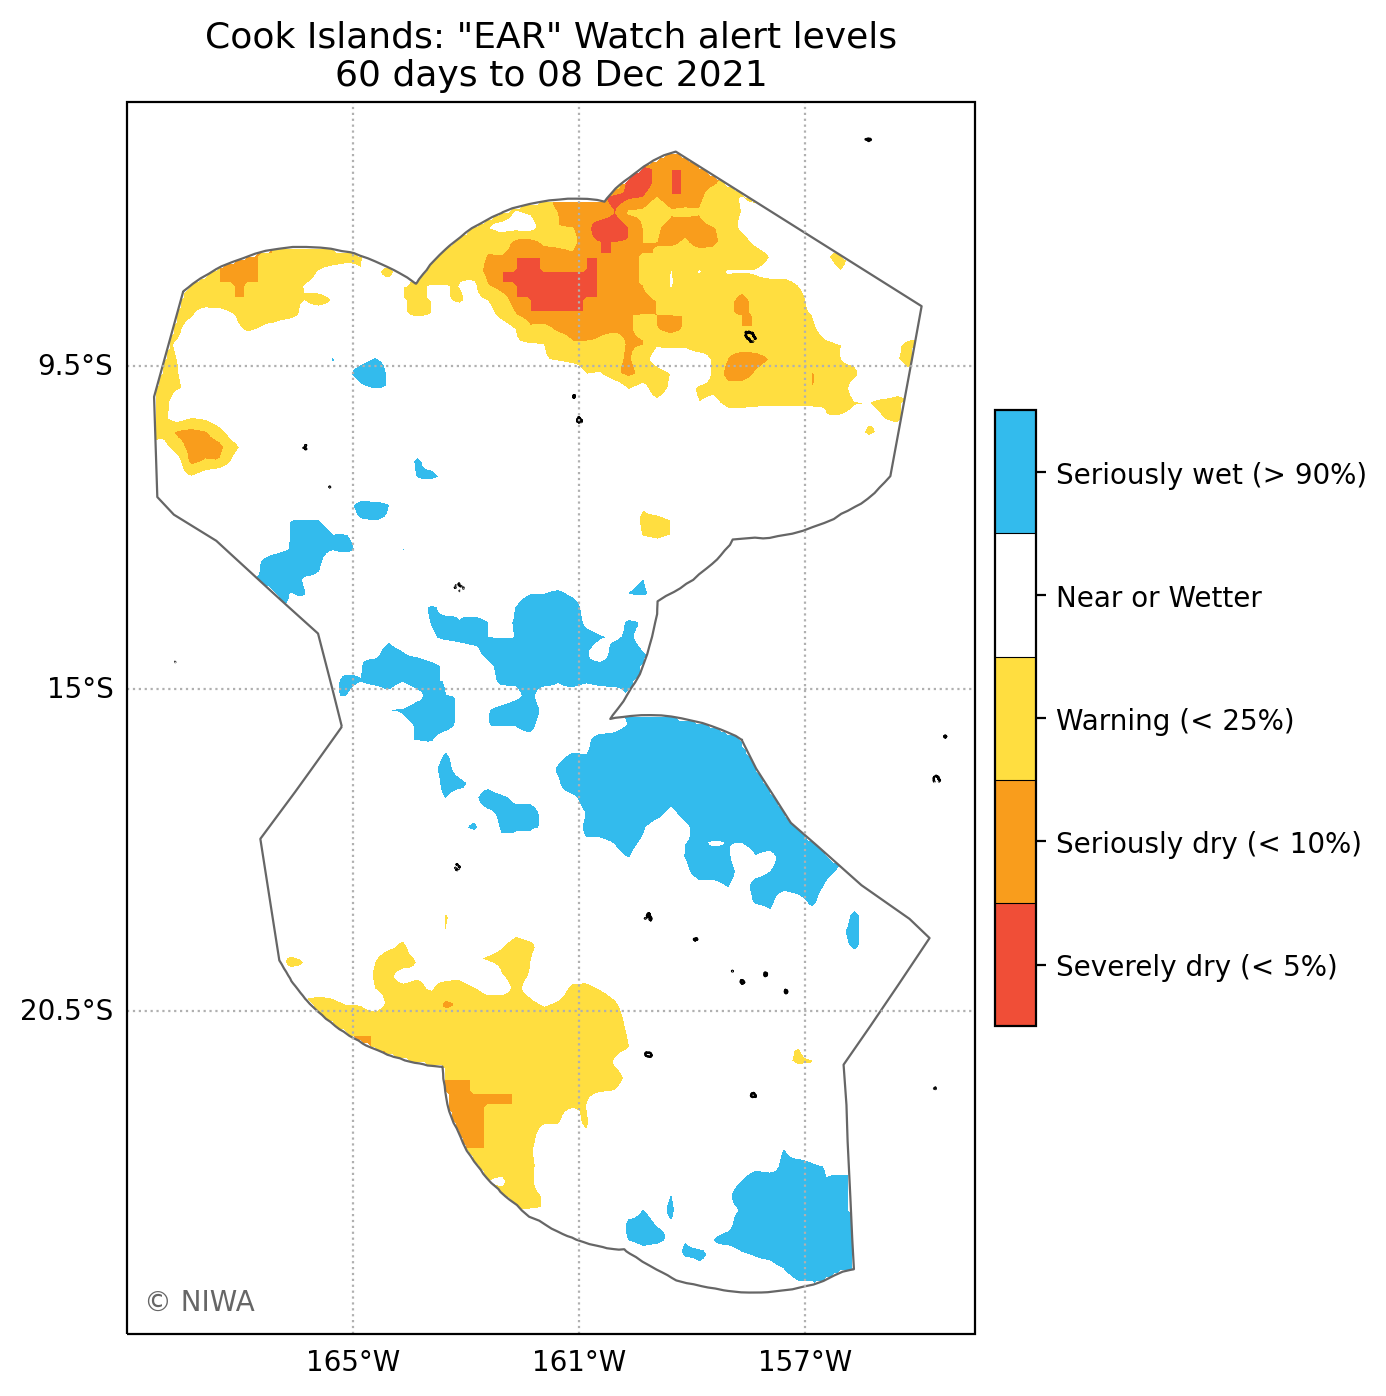 Cook Islands: "EAR" Watch alert levels
60 days to 08 Dec 2021
9.5°S
15°S
20.5°S
165°W
161°W
157°W
Seriously wet (> 90%)
Near or Wetter
Warning (< 25%)
Seriously dry (< 10%)
Severely dry (< 5%)
© NIWA